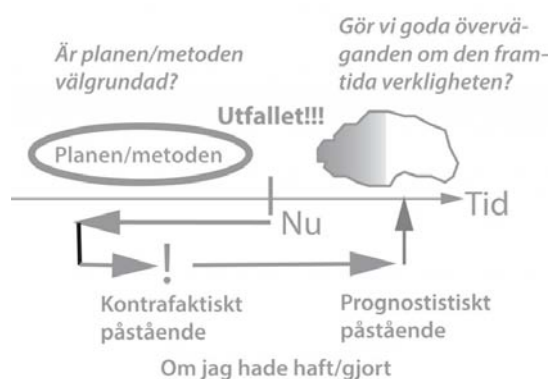 Är planen/metoden
välgrundad?
Gör vi goda övervä-
ganden om den fram-
tida verkligheten?
Utfallet!!!
Planen/metoden
Nu
Tid
!
Kontrafaktiskt
påstående
Prognostistiskt
påstående
Om jag hade haft/gjort